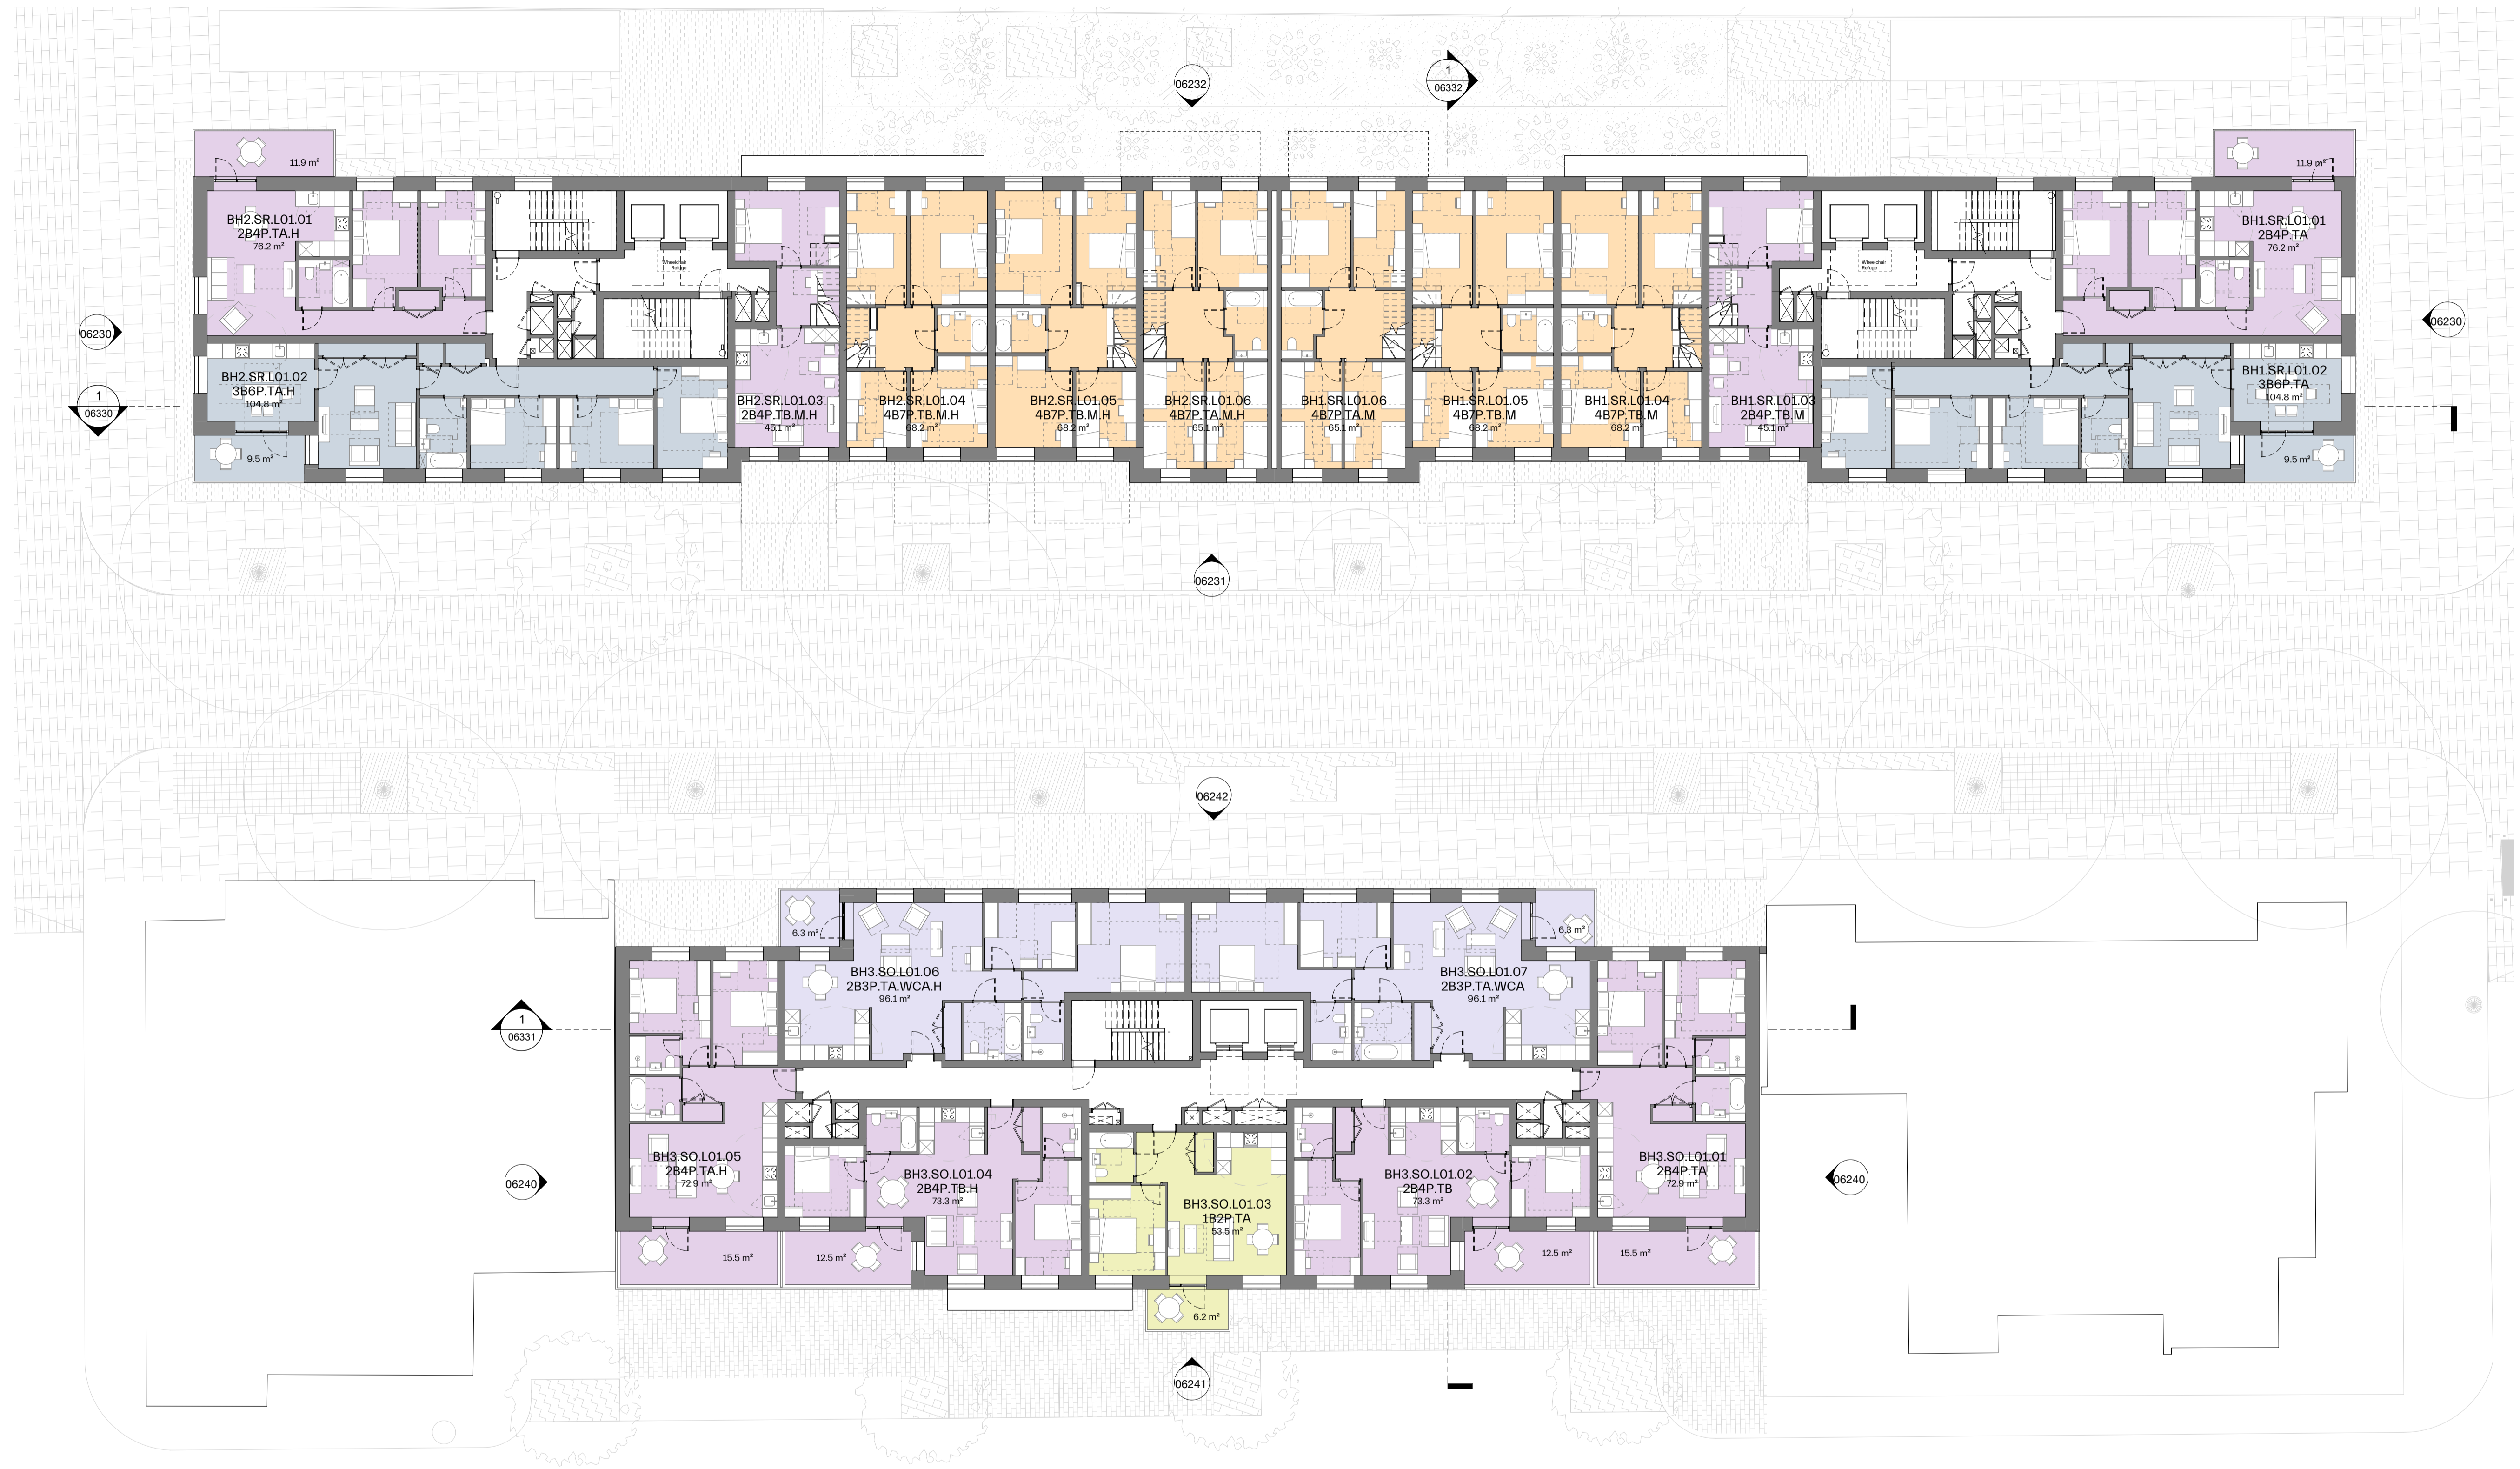 06232
1
06332
11.9 m²
11.9 m²
BH2.SR.L01.01
2B4P.TA.H
76.2 m²
Wheelchair
Refuge
Wheelchair
Refuge
BH1.SR.L01.01
2B4P.TA
76.2 m²
06230
06230
BH2.SR.L01.02
3B6P.TA.H
104.8 m²
BH2.SR.L01.03
2B4P.TB.M.H
45.1 m²
BH2.SR.L01.04
4B7P.TB.M.H
68.2 m²
BH2.SR.L01.05
4B7P.TB.M.H
68.2 m²
BH2.SR.L01.06
4B7P.TA.M.H
65.1 m²
BH1.SR.L01.06
4B7P.TA.M
65.1 m²
BH1.SR.L01.05
4B7P.TB.M
68.2 m²
BH1.SR.L01.04
4B7P.TB.M
68.2 m²
BH1.SR.L01.03
2B4P.TB.M
45.1 m²
BH1.SR.L01.02
3B6P.TA
104.8 m²
1
06330
9.5 m²
9.5 m²
06231
06242
6.3 m²
6.3 m²
BH3.SO.L01.06
2B3P.TA.WCA.H
96.1 m²
BH3.SO.L01.07
2B3P.TA.WCA
96.1 m²
1
06331
BH3.SO.L01.05
2B4P.TA.H
72.9 m²
BH3.SO.L01.04
2B4P.TB.H
73.3 m²
BH3.SO.L01.03
1B2P.TA
53.5 m²
BH3.SO.L01.02
2B4P.TB
73.3 m²
BH3.SO.L01.01
2B4P.TA
72.9 m²
06240
06240
15.5 m²
12.5 m²
12.5 m²
15.5 m²
6.2 m²
06241